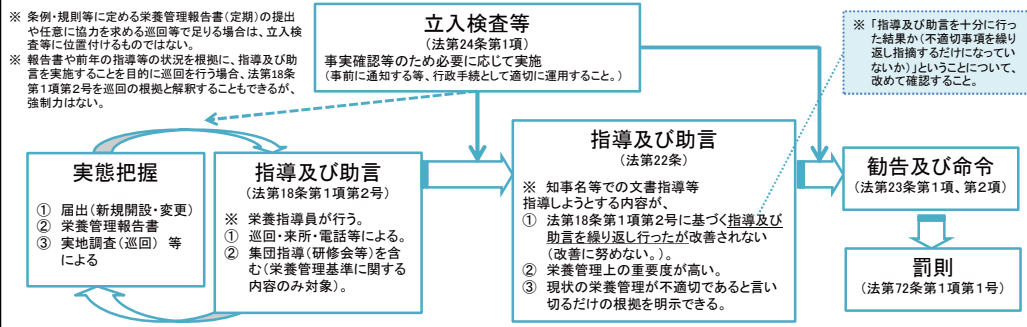 ※ 条例・規則等に定める栄養管理報告書(定期)の提出
や任意に協力を求める巡回等で足りる場合は、立入検
査等に位置付けるものではない。
※ 報告書や前年の指導等の状況を根拠に、指導及び助
言を実施することを目的に巡回を行う場合、法第18条
第1項第2号を巡回の根拠と解釈することもできるが、
強制力はない。
立入検査等
(法第24条第1項)
事実確認等のため必要に応じて実施
(事前に通知する等、行政手続として適切に運用すること。)
※ 「指導及び助言を十分に行っ
た結果か(不適切事項を繰り
返し指摘するだけになってい
ないか)」ということについて、
改めて確認すること。
実態把握
① 届出(新規開設・変更)
② 栄養管理報告書
③ 実地調査(巡回) 等
による
指導及び助言
(法第18条第1項第2号)
※ 栄養指導員が行う。
① 巡回・来所・電話等による。
② 集団指導(研修会等)を含
む(栄養管理基準に関する
内容のみ対象)。
指導及び助言
(法第22条)
※ 知事名等での文書指導等
指導しようとする内容が、
① 法第18条第1項第2号に基づく指導及び
助言を繰り返し行ったが改善されない
(改善に努めない。)。
② 栄養管理上の重要度が高い。
③ 現状の栄養管理が不適切であると言い
切るだけの根拠を明示できる。
勧告及び命令
(法第23条第1項、第2項)
罰則
(法第72条第1項第1号)